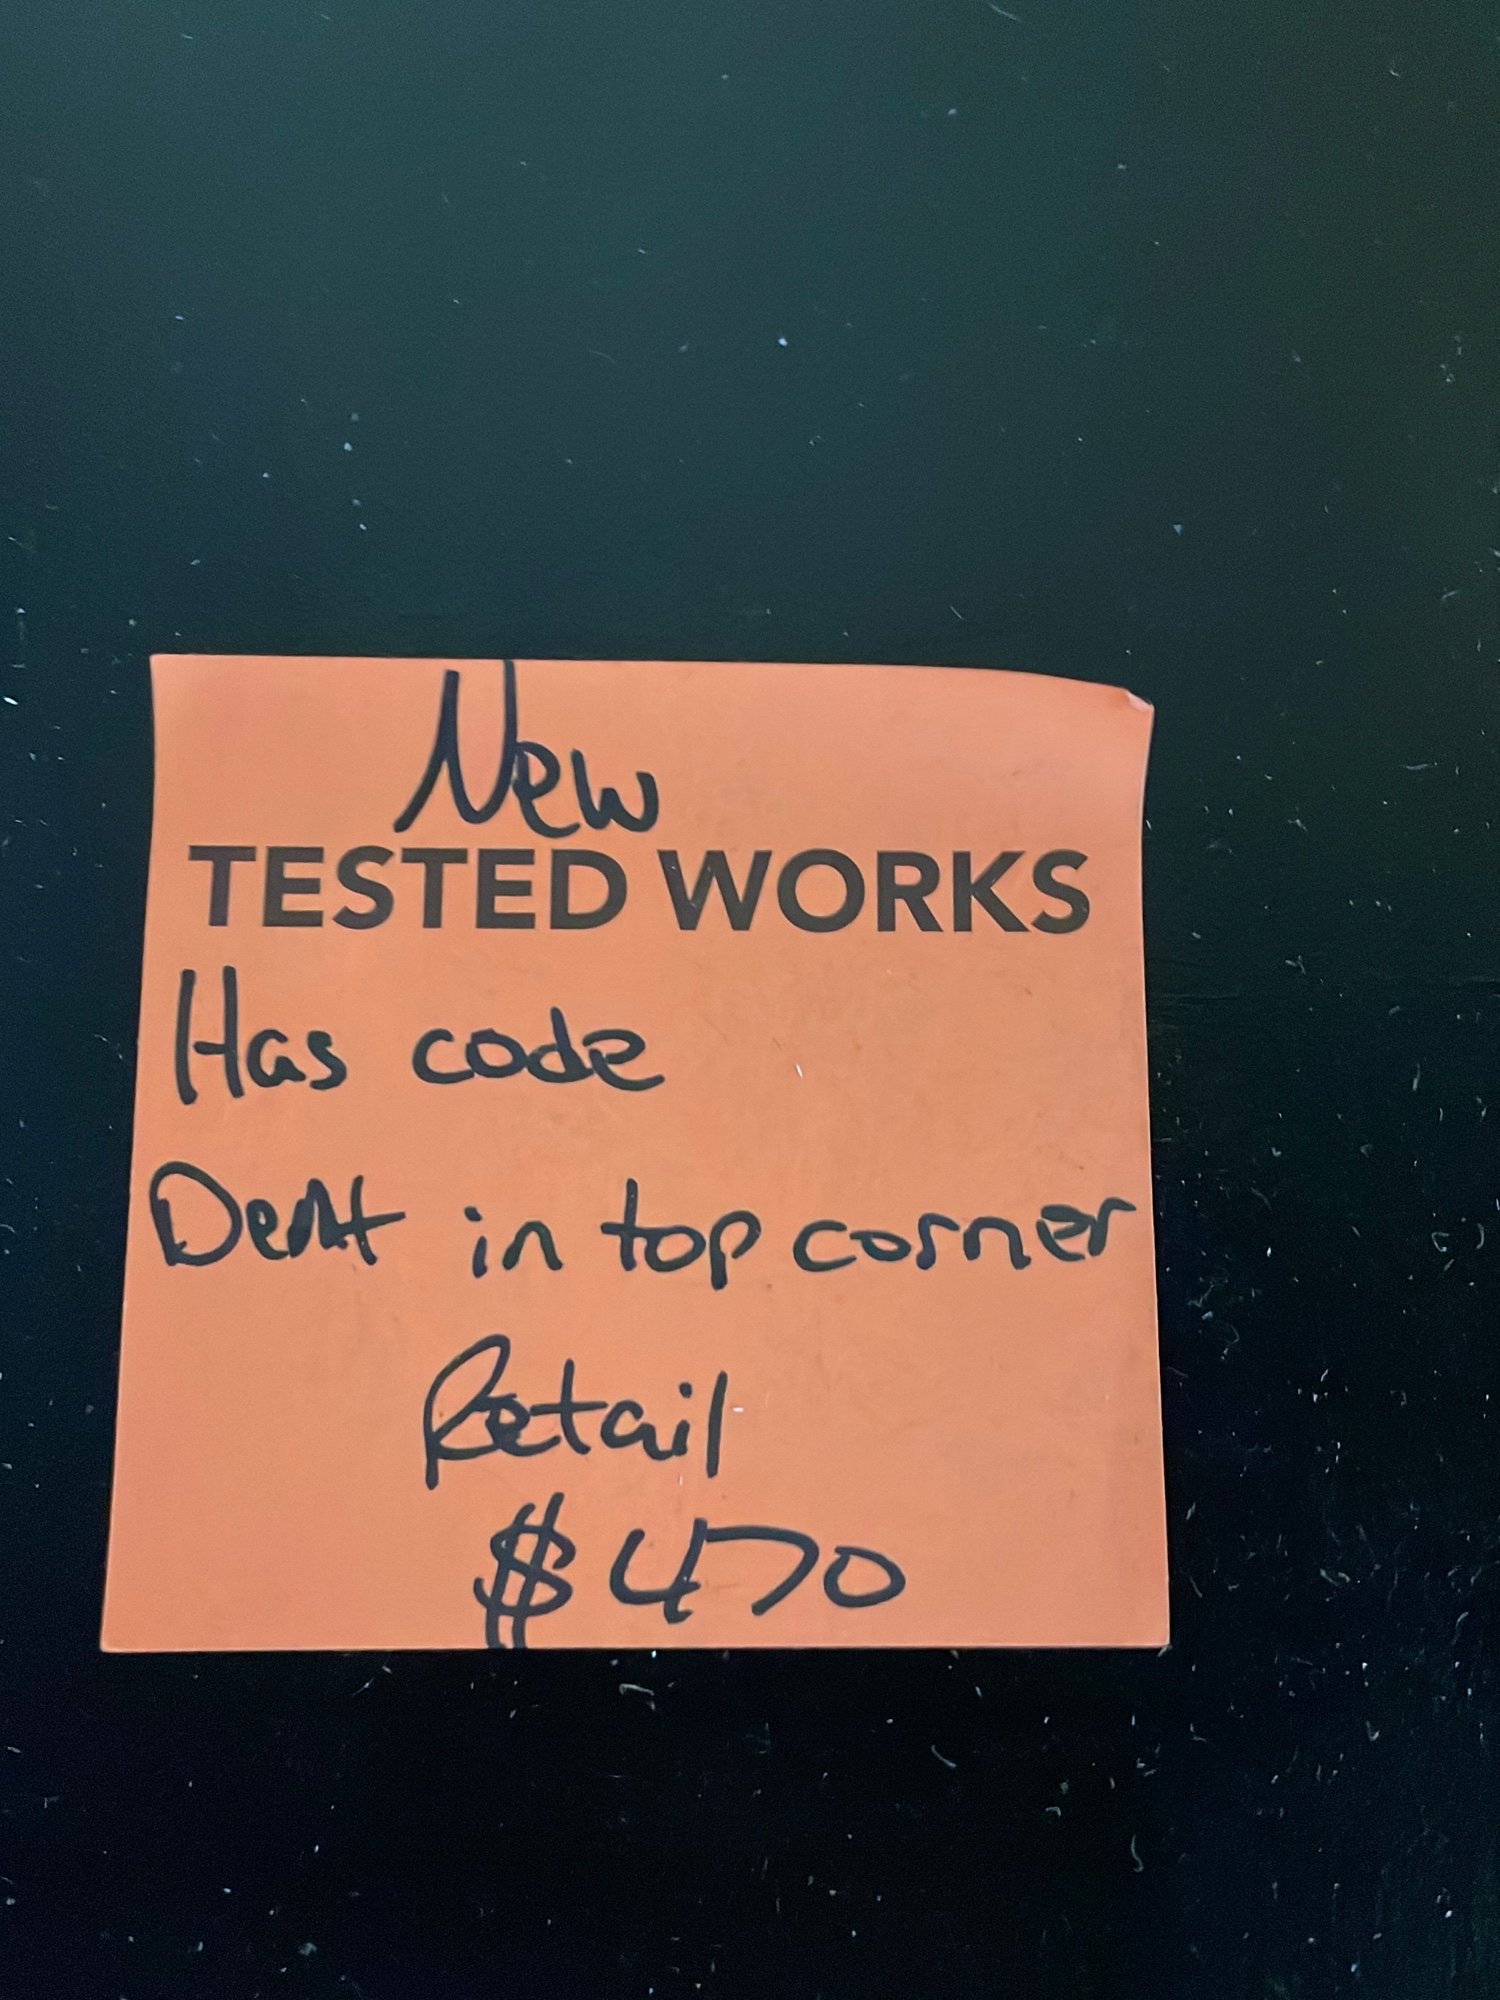 New
TESTED WORKS
Has code
Dent in top corner
Retail
$470